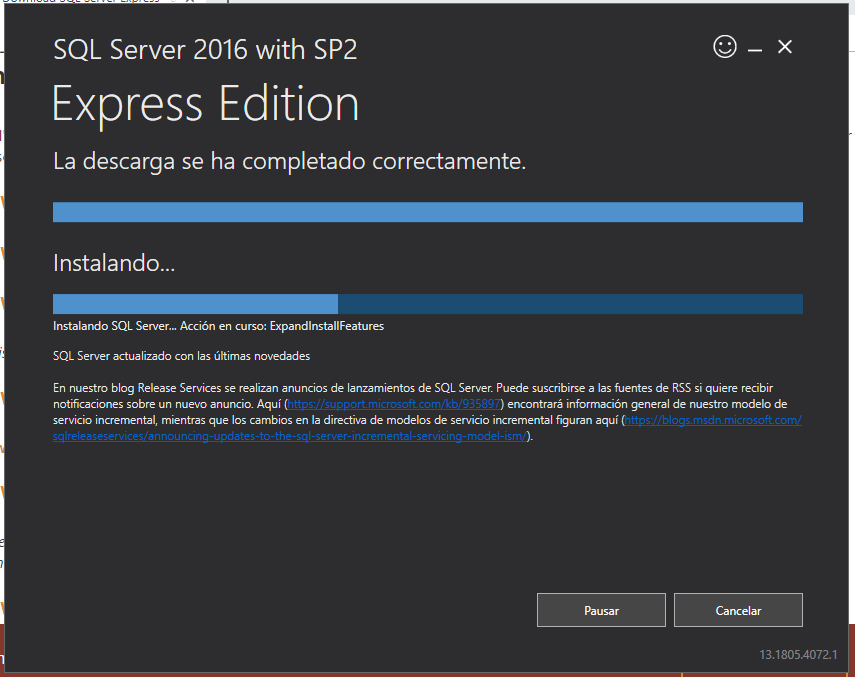 Download SQL Server Express
SQL Server 2016 with SP2
Express Edition
La descarga se ha completado correctamente.
Instalando...
Instalando SQL Server... Acción en curso: ExpandInstallFeatures
SQL Server actualizado con las últimas novedades
En nuestro blog Release Services se realizan anuncios de lanzamientos de SQL Server. Puede suscribirse a las fuentes de RSS si quiere recibir
notificaciones sobre un nuevo anuncio. Aquí (https://support.microsoft.com/kb/935897) encontrará información general de nuestro modelo de
servicio incremental, mientras que los cambios en la directiva de modelos de servicio incremental figuran aquí (https://blogs.msdn.microsoft.com/
sqlreleaseservices/announcing-updates-to-the-sql-server-incremental-servicing-model-ism/).
Pausar
Cancelar
13.1805.4072.1